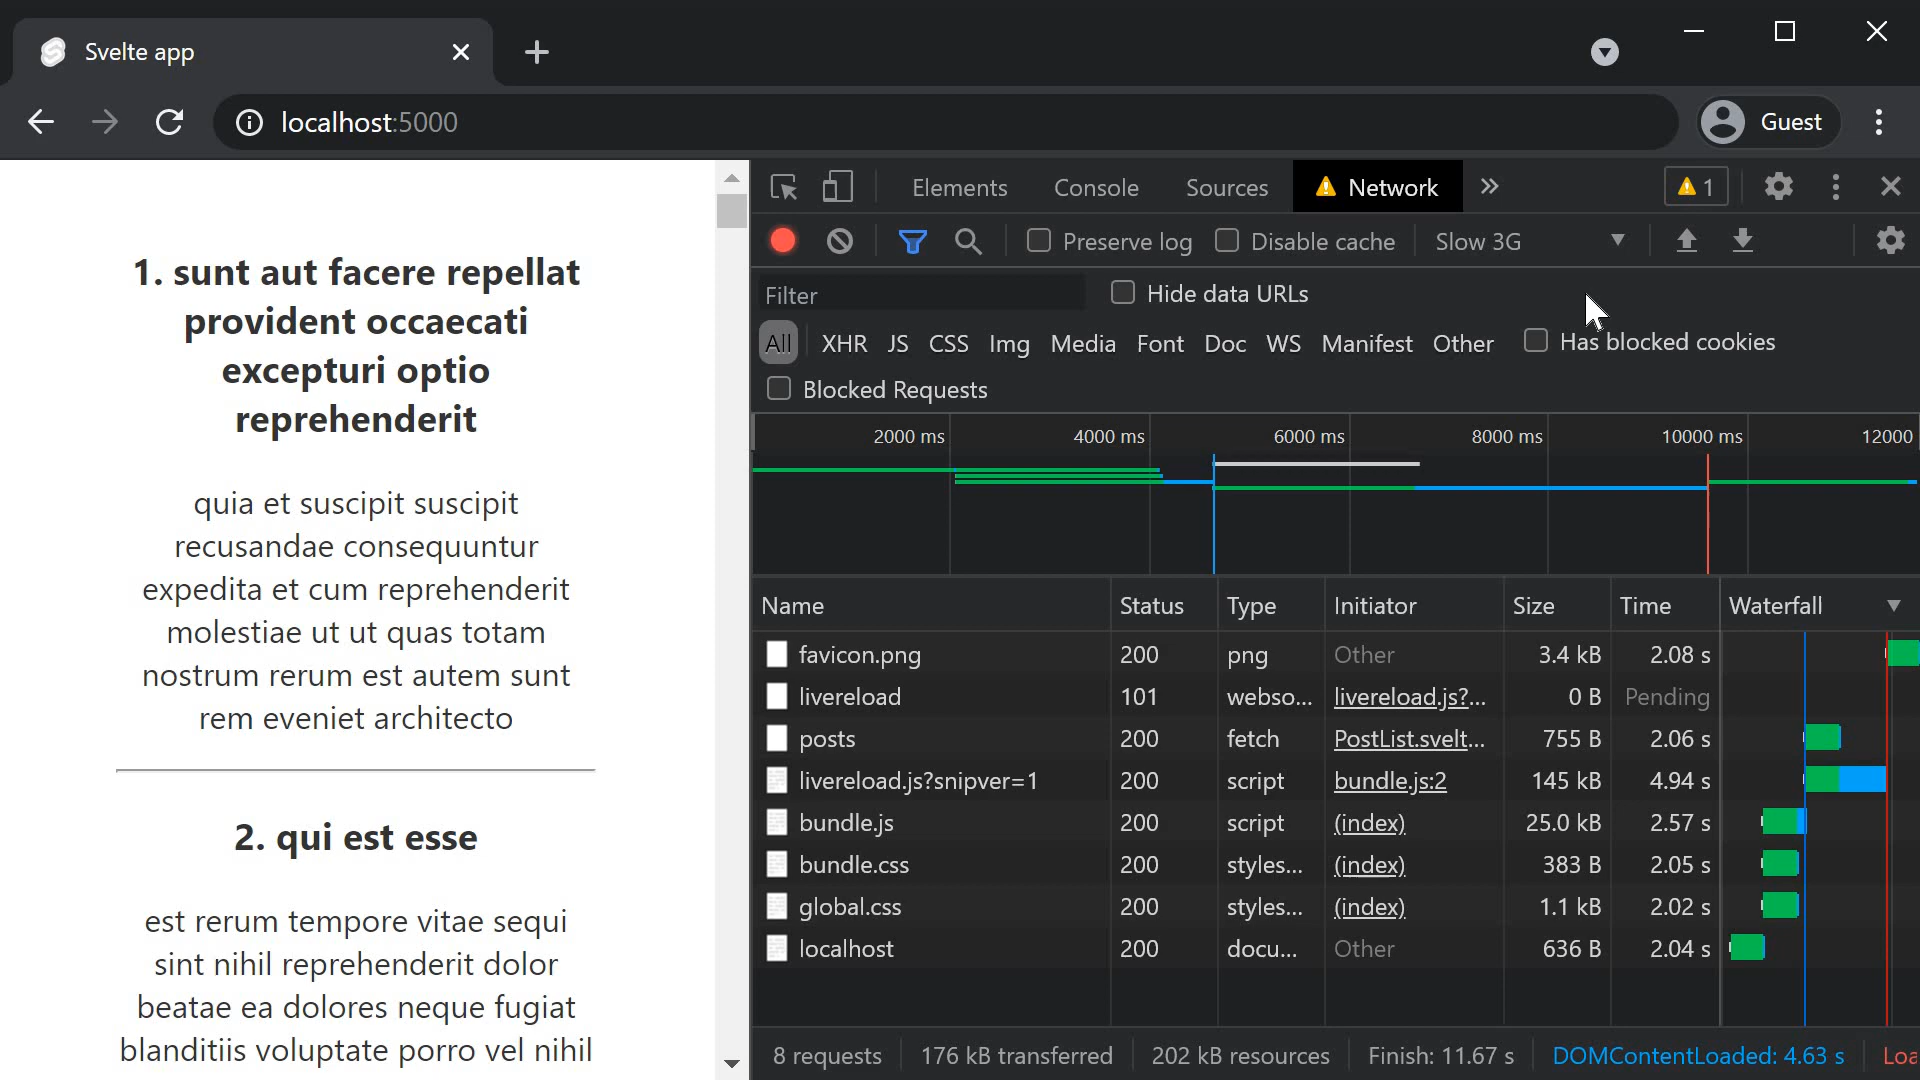 Svelte app
localhost:5000
Guest
1. sunt aut facere repellat
provident occaecati
excepturi optio
reprehenderit
quia et suscipit suscipit
recusandae consequuntur
expedita et cum reprehenderit
molestiae ut ut quas totam
nostrum rerum est autem sunt
rem eveniet architecto
2. qui est esse
est rerum tempore vitae sequi
sint nihil reprehenderit dolor
beatae ea dolores neque fugiat
blanditiis voluptate porro vel nihil
Elements Console Sources Network 1
Preserve log Disable cache Slow 3G
Filter Hide data URLs
All XHR JS CSS Img Media Font Doc WS Manifest Other Has blocked cookies
Blocked Requests
2000 ms 4000 ms 6000 ms 8000 ms 10000 ms 12000
Name Status Type Initiator Size Time Waterfall
favicon.png 200 png Other 3.4 kB 2.08 s
livereload 101 webso... livereload.js?... 0 B Pending
posts 200 fetch PostList.svelt... 755 B 2.06 s
livereload.js?snipver=1 200 script bundle.js:2 145 kB 4.94 s
bundle.js 200 script (index) 25.0 kB 2.57 s
bundle.css 200 styles... (index) 383 B 2.05 s
global.css 200 styles... (index) 1.1 kB 2.02 s
localhost 200 docu... Other 636 B 2.04 s
8 requests 176 kB transferred 202 kB resources Finish: 11.67 s DOMContentLoaded: 4.63 s Loa